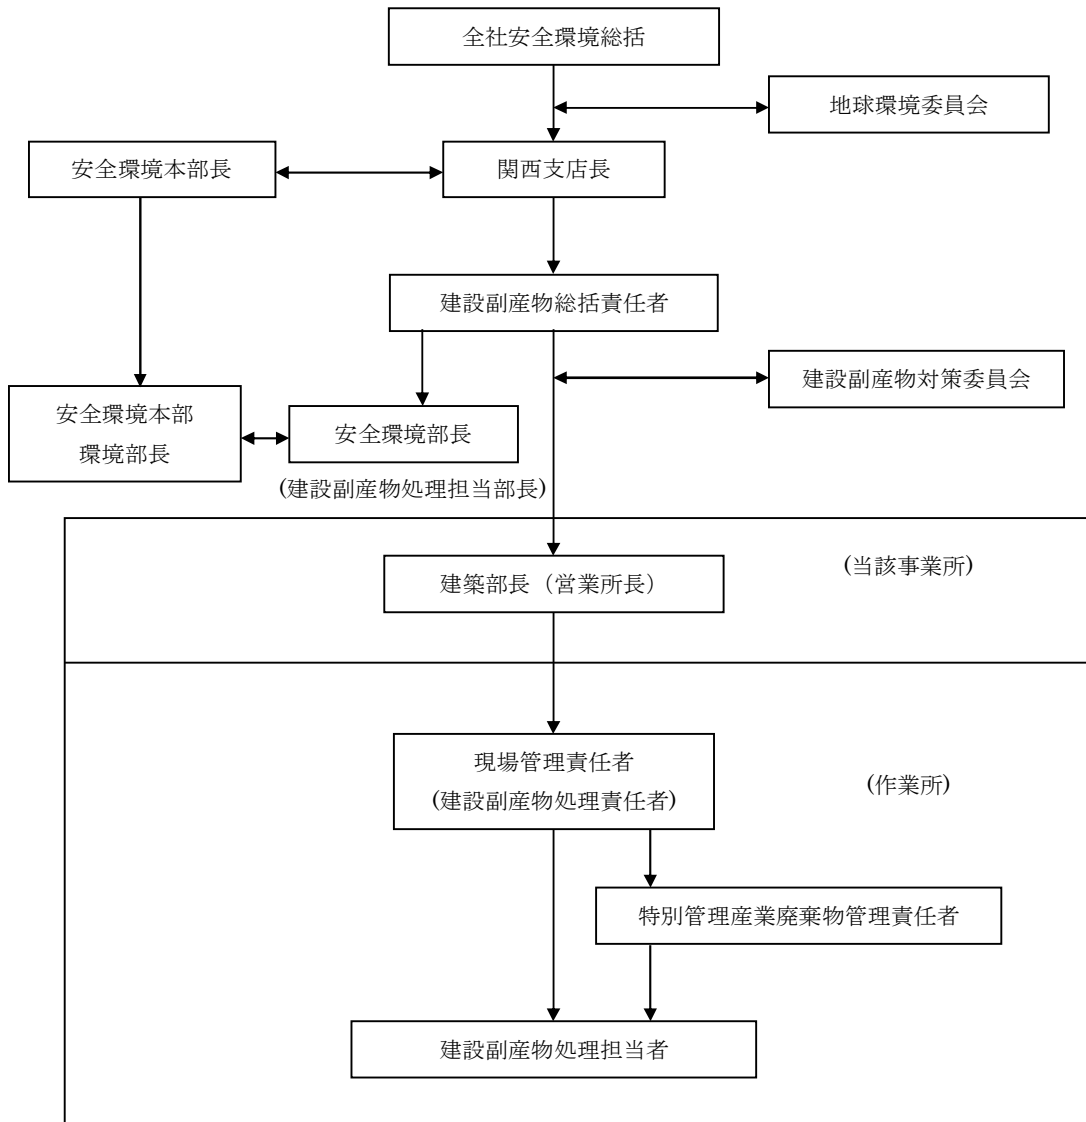 全社安全環境総括
地球環境委員会
安全環境本部長
関西支店長
建設副産物総括責任者
建設副産物対策委員会
安全環境本部
環境部長
安全環境部長
(建設副産物処理担当部長)
(当該事業所)
建築部長（営業所長）
現場管理責任者
(建設副産物処理責任者)
(作業所)
特別管理産業廃棄物管理責任者
建設副産物処理担当者